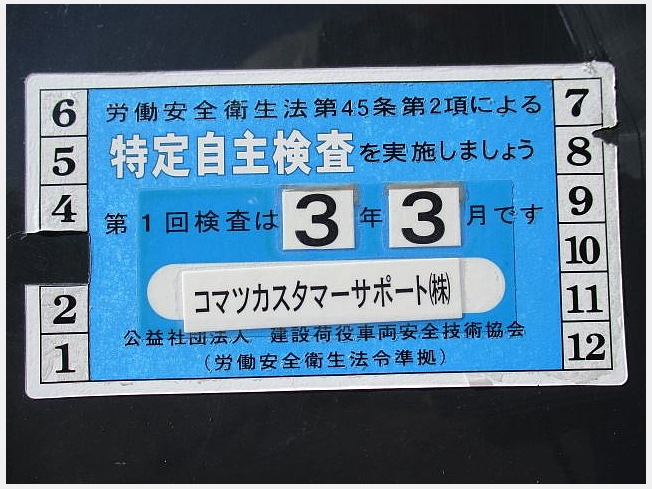 労働安全衛生法第45条第2項による
特定自主検査を実施しましょう
第1回検査は3年3月です
コマツカスタマーサポート㈱
公益社団法人 建設荷役車両安全技術協会
(労働安全衛生法令準拠)
6
5
4
2
1
7
8
9
10
11
12